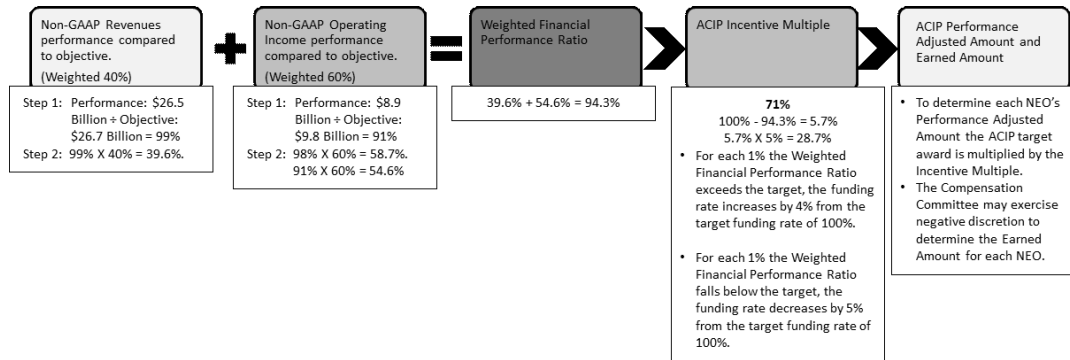 Non-GAAP Revenues
performance compared
to objective.
(Weighted 40%)
Step 1: Performance: $26.5
Billion ÷ Objective:
$26.7 Billion = 99%
Step 2: 99% X 40% = 39.6%.
Non-GAAP Operating
Income performance
compared to objective.
(Weighted 60%)
Step 1: Performance: $8.9
Billion ÷ Objective:
$9.8 Billion = 91%
Step 2: 98% X 60% = 58.7%.
91% X 60% = 54.6%
Weighted Financial
Performance Ratio
39.6% + 54.6% = 94.3%
ACIP Incentive Multiple
71%
100% - 94.3% = 5.7%
5.7% X 5% = 28.7%
• For each 1% the Weighted
Financial Performance Ratio
exceeds the target, the funding
rate increases by 4% from the
target funding rate of 100%.
• For each 1% the Weighted
Financial Performance Ratio
falls below the target, the
funding rate decreases by 5%
from the target funding rate of
100%.
ACIP Performance
Adjusted Amount and
Earned Amount
• To determine each NEO's
Performance Adjusted
Amount the ACIP target
award is multiplied by the
Incentive Multiple.
• The Compensation
Committee may exercise
negative discretion to
determine the Earned
Amount for each NEO.